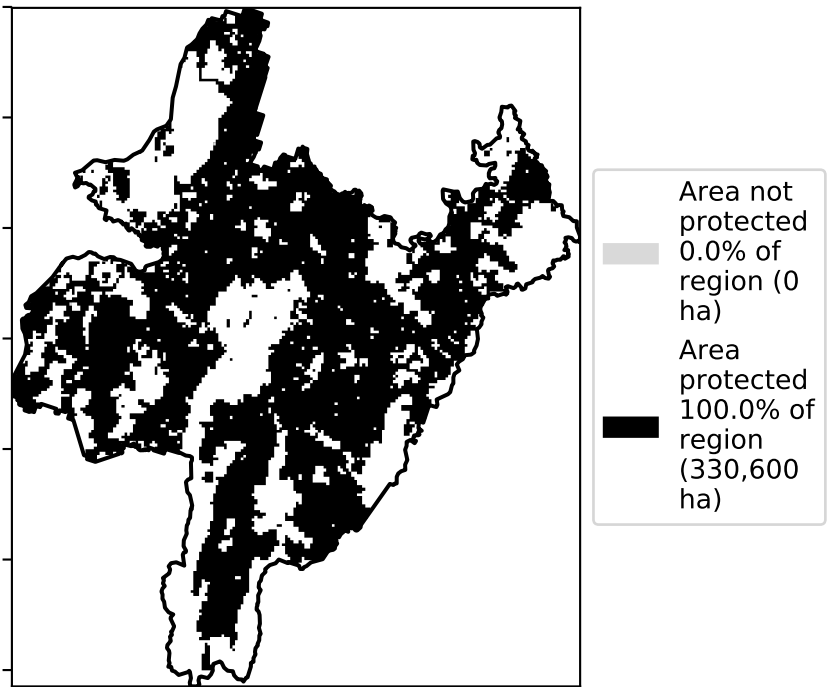 Area not
protected
0.0% of
region (0
ha)
Area
protected
100.0% of
region
(330,600
ha)